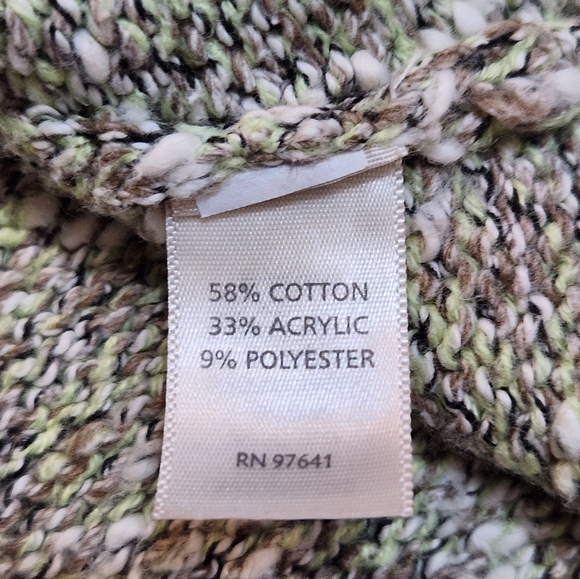 58% COTTON
33% ACRYLIC
9% POLYESTER
RN 97641